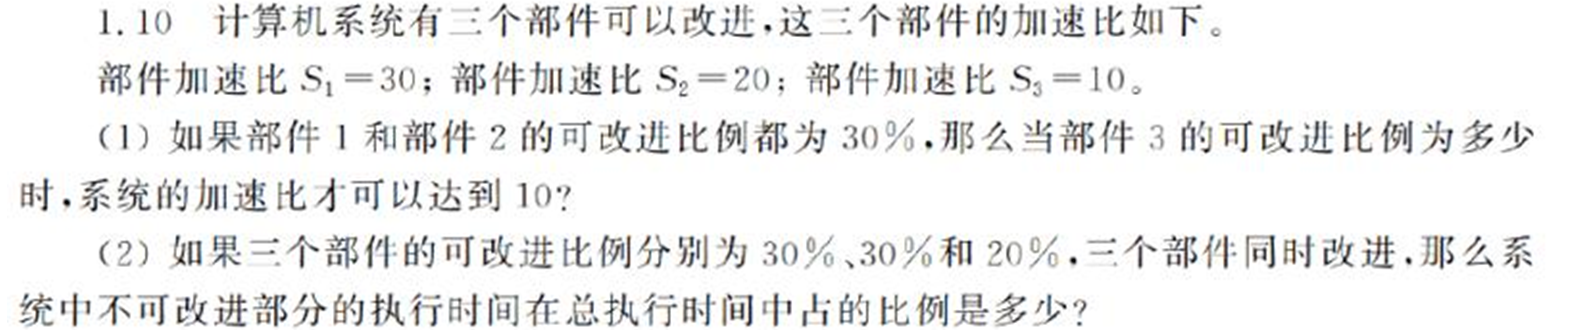 1.10 计算机系统有三个部件可以改进,这三个部件的加速比如下。
部件加速比 S₁=30; 部件加速比 S₂=20; 部件加速比 S₃=10。
(1) 如果部件 1 和部件 2 的可改进比例都为 30%,那么当部件 3 的可改进比例为多少
时,系统的加速比才可以达到 10?
(2) 如果三个部件的可改进比例分别为 30%、30%和 20%,三个部件同时改进,那么系
统中不可改进部分的执行时间在总执行时间中占的比例是多少?